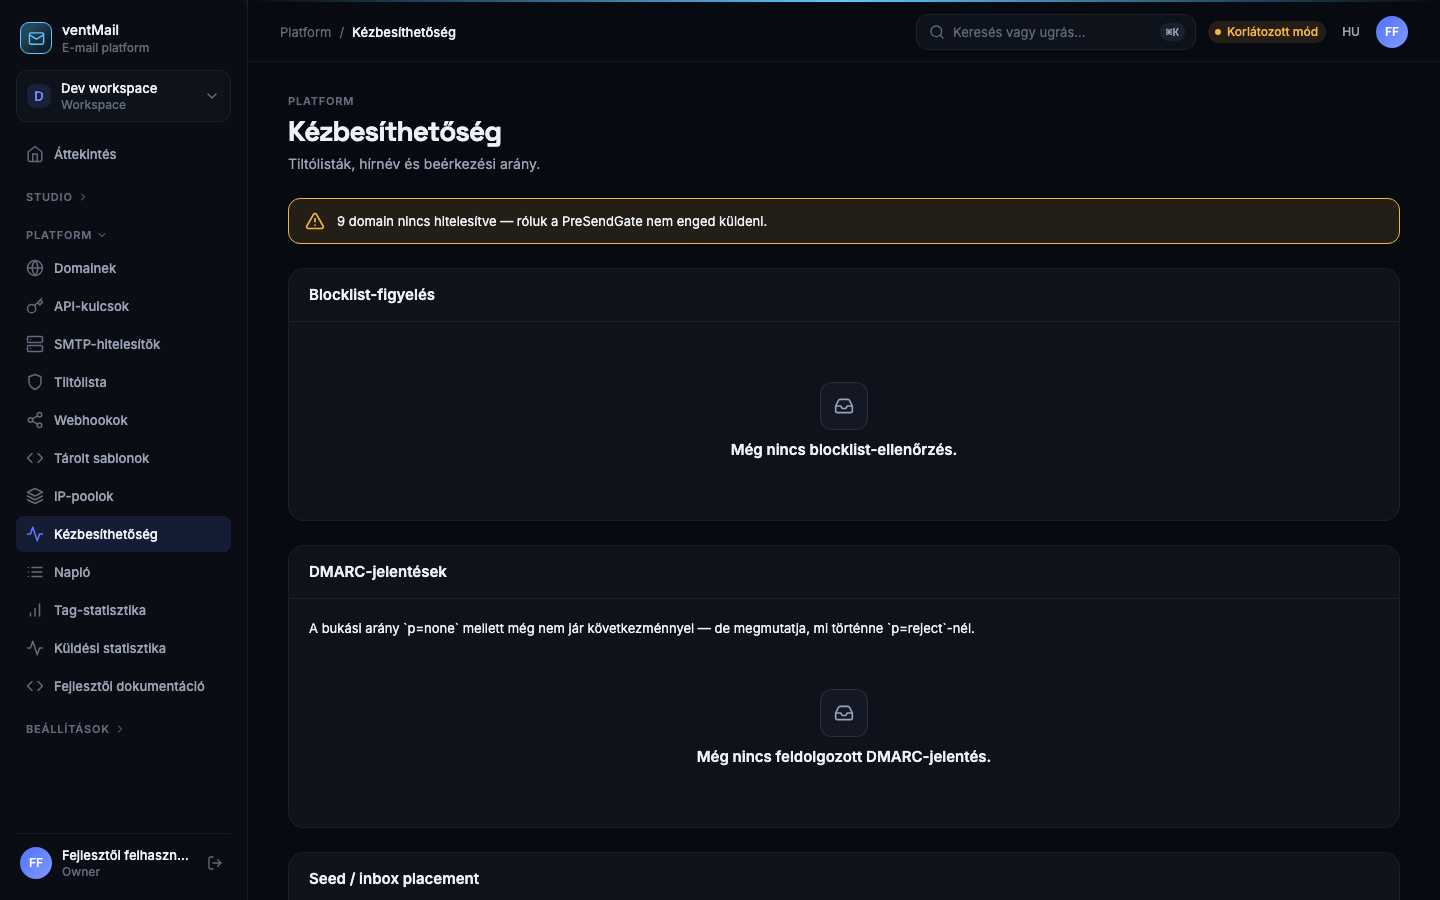 ventMail
E-mail platform
D
Dev workspace
Workspace
Áttekintés
STUDIO
PLATFORM
Domainek
API-kulcsok
SMTP-hitelesítők
Tiltólista
Webhookok
Tárolt sablonok
IP-poolok
Kézbesíthetőség
Napló
Tag-statisztika
Küldési statisztika
Fejlesztői dokumentáció
BEÁLLÍTÁSOK
FF
Fejlesztői felhaszn...
Owner
Platform / Kézbesíthetőség
Keresés vagy ugrás... ⌘K
Korlátozott mód
HU
FF
PLATFORM
Kézbesíthetőség
Tiltólisták, hírnév és beérkezési arány.
9 domain nincs hitelesítve — róluk a PreSendGate nem enged küldeni.
Blocklist-figyelés
Még nincs blocklist-ellenőrzés.
DMARC-jelentések
A bukási arány `p=none` mellett még nem jár következménnyel — de megmutatja, mi történne `p=reject`-nél.
Még nincs feldolgozott DMARC-jelentés.
Seed / inbox placement